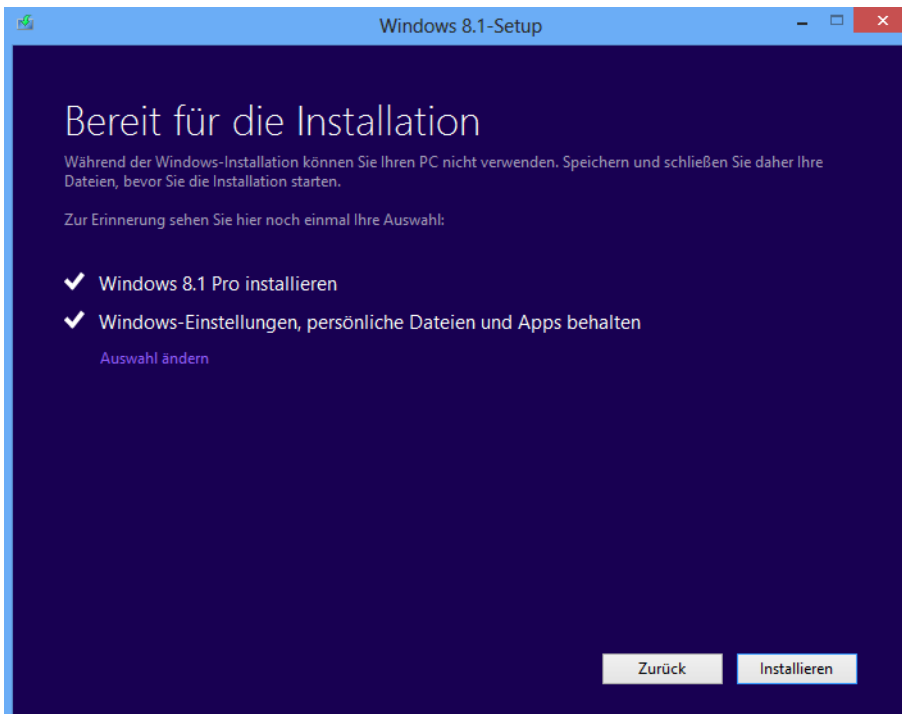 Windows 8.1-Setup
Bereit für die Installation
Während der Windows-Installation können Sie Ihren PC nicht verwenden. Speichern und schließen Sie daher Ihre
Dateien, bevor Sie die Installation starten.
Zur Erinnerung sehen Sie hier noch einmal Ihre Auswahl:
Windows 8.1 Pro installieren
Windows-Einstellungen, persönliche Dateien und Apps behalten
Auswahl ändern
Zurück
Installieren